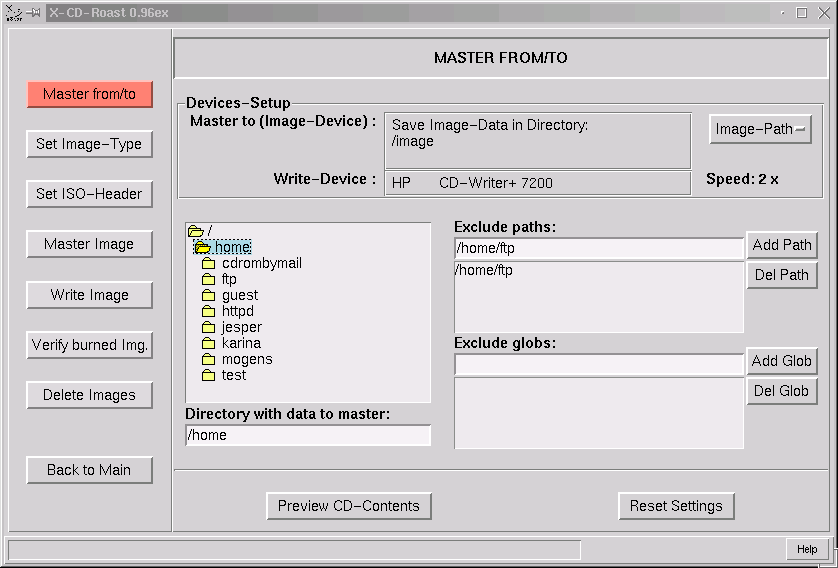 X-CD-Roast 0.96ex
MASTER FROM/TO
Master from/to
Set Image-Type
Set ISO-Header
Master Image
Write Image
Verify burned Img.
Delete Images
Back to Main
Devices-Setup
Master to (Image-Device) :
Save Image-Data in Directory:
/image
Image-Path
Write-Device :
HP CD-Writer+ 7200
Speed: 2 x
/
home
cdrombymail
ftp
guest
httpd
jesper
karina
mogens
test
Directory with data to master:
/home
Exclude paths:
/home/ftp
Add Path
/home/ftp
Del Path
Exclude globs:
Add Glob
Del Glob
Preview CD-Contents
Reset Settings
Help